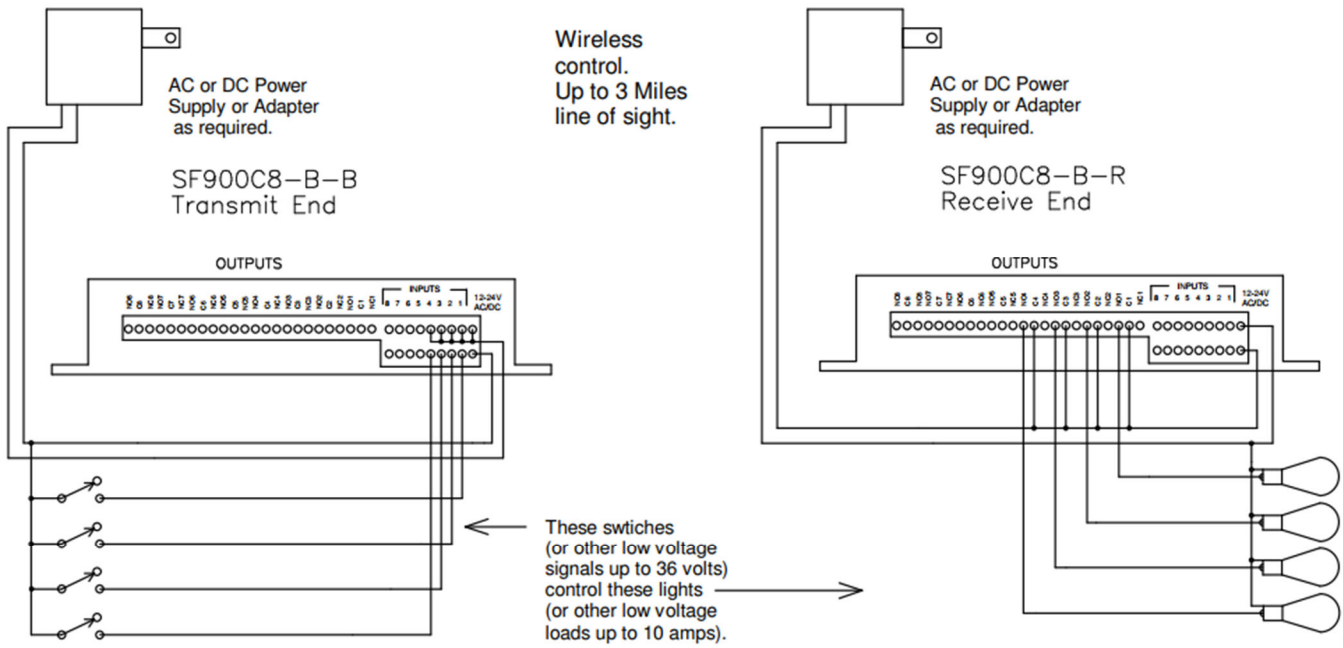 AC or DC Power
Supply or Adapter
as required.
SF900C8-B-B
Transmit End
OUTPUTS
INPUTS
8 7 6 5 4 3 2 1
12-24V
AC/DC
Wireless
control.
Up to 3 Miles
line of sight.
AC or DC Power
Supply or Adapter
as required.
SF900C8-B-R
Receive End
OUTPUTS
INPUTS
8 7 6 5 4 3 2 1
12-24V
AC/DC
These swtiches
(or other low voltage
signals up to 36 volts)
control these lights
(or other low voltage
loads up to 10 amps).